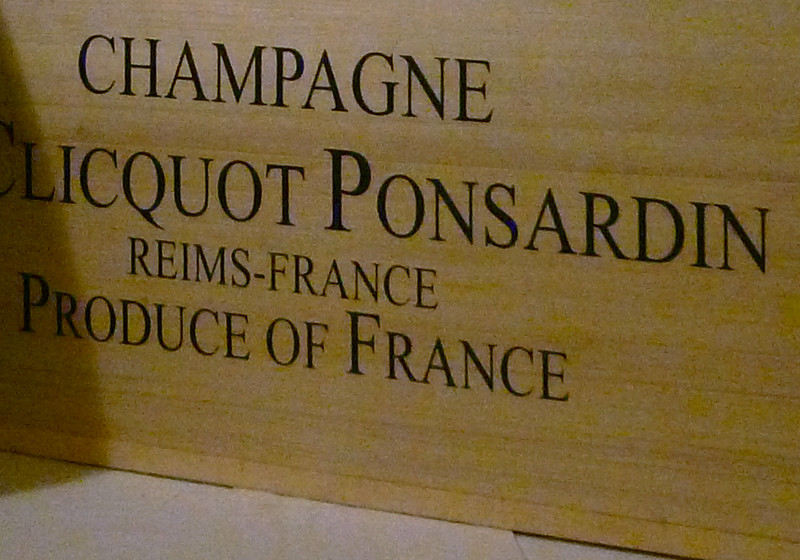 CHAMPAGNE
CLICQUOT PONSARDIN
REIMS-FRANCE
PRODUCE OF FRANCE